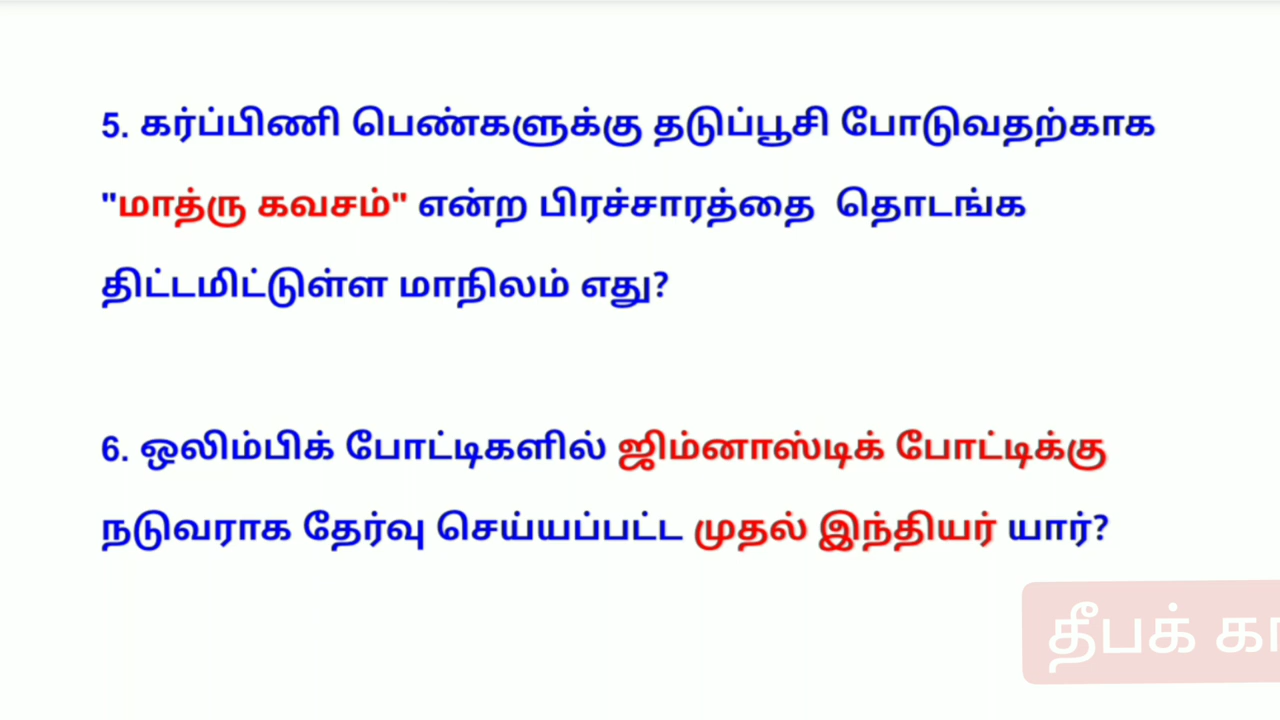 5. கர்ப்பிணி பெண்களுக்கு தடுப்பூசி போடுவதற்காக
"மாத்ரு கவசம்" என்ற பிரச்சாரத்தை தொடங்க
திட்டமிட்டுள்ள மாநிலம் எது?
6. ஒலிம்பிக் போட்டிகளில் ஜிம்னாஸ்டிக் போட்டிக்கு
நடுவராக தேர்வு செய்யப்பட்ட முதல் இந்தியர் யார்?
தீபக்